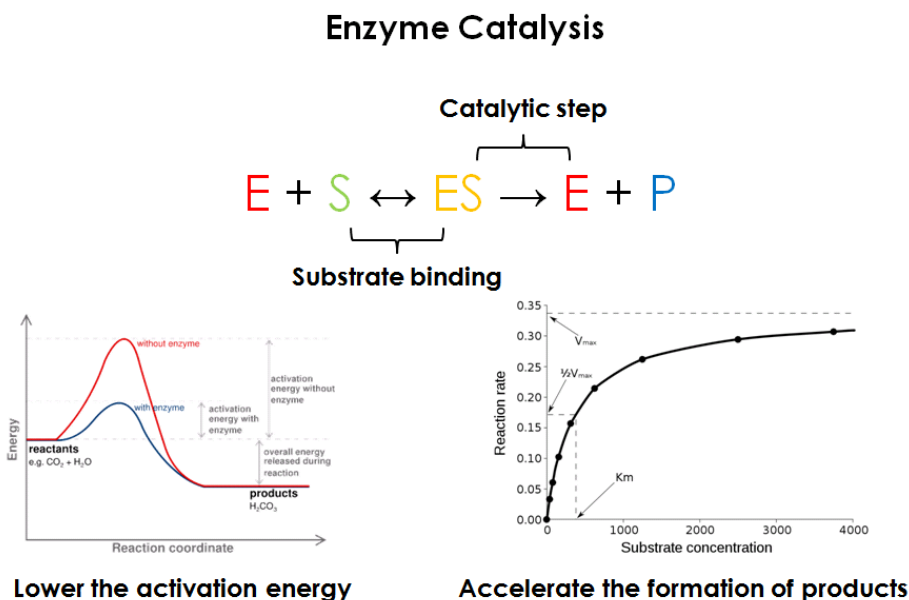 Enzyme Catalysis
Catalytic step
E + S ↔ ES → E + P
Substrate binding
without enzyme
with enzyme
activation
energy without
enzyme
activation
energy with
enzyme
overall energy
released during
reaction
reactants
e.g. CO₂ + H₂O
products
H₂CO₃
Energy
Reaction coordinate
Lower the activation energy
0.35
0.30
0.25
0.20
0.15
0.10
0.05
0.00
Vmax
½Vmax
Km
Reaction rate
0 1000 2000 3000 4000
Substrate concentration
Accelerate the formation of products